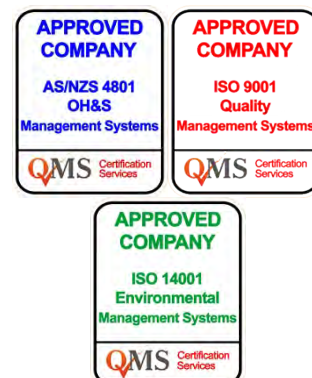 APPROVED
COMPANY
AS/NZS 4801
OH&S
Management Systems
QMS Certification
Services
APPROVED
COMPANY
ISO 9001
Quality
Management Systems
QMS Certification
Services
APPROVED
COMPANY
ISO 14001
Environmental
Management Systems
QMS Certification
Services